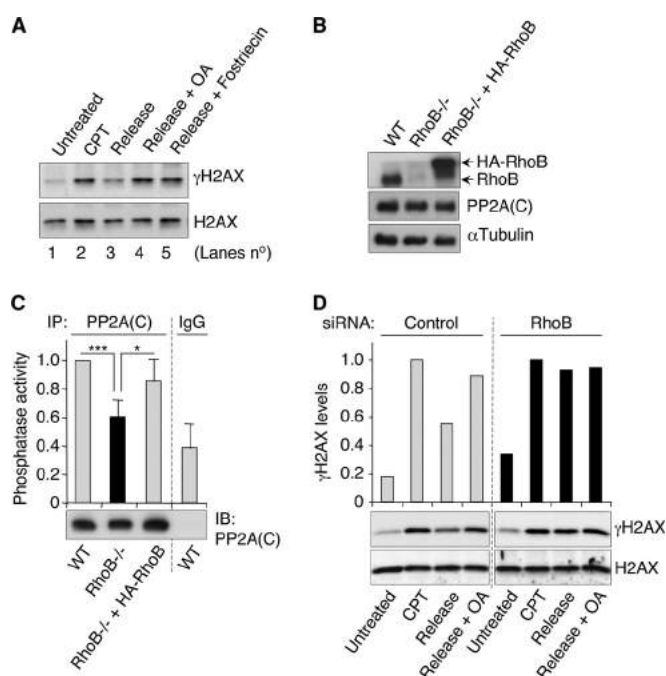 A
Untreated
CPT
Release
Release + OA
Release + Fostriecin
γH2AX
H2AX
1 2 3 4 5 (Lanes nº)
B
WT
RhoB-/-
RhoB-/- + HA-RhoB
HA-RhoB
RhoB
PP2A(C)
αTubulin
C
IP: PP2A(C) IgG
*** *
Phosphatase activity
1.0
0.8
0.6
0.4
0.2
0
IB:
PP2A(C)
WT
RhoB-/-
RhoB-/- + HA-RhoB
WT
D
siRNA: Control RhoB
γH2AX levels
1.0
0.8
0.6
0.4
0.2
γH2AX
H2AX
Untreated
CPT
Release
Release + OA
Untreated
CPT
Release
Release + OA